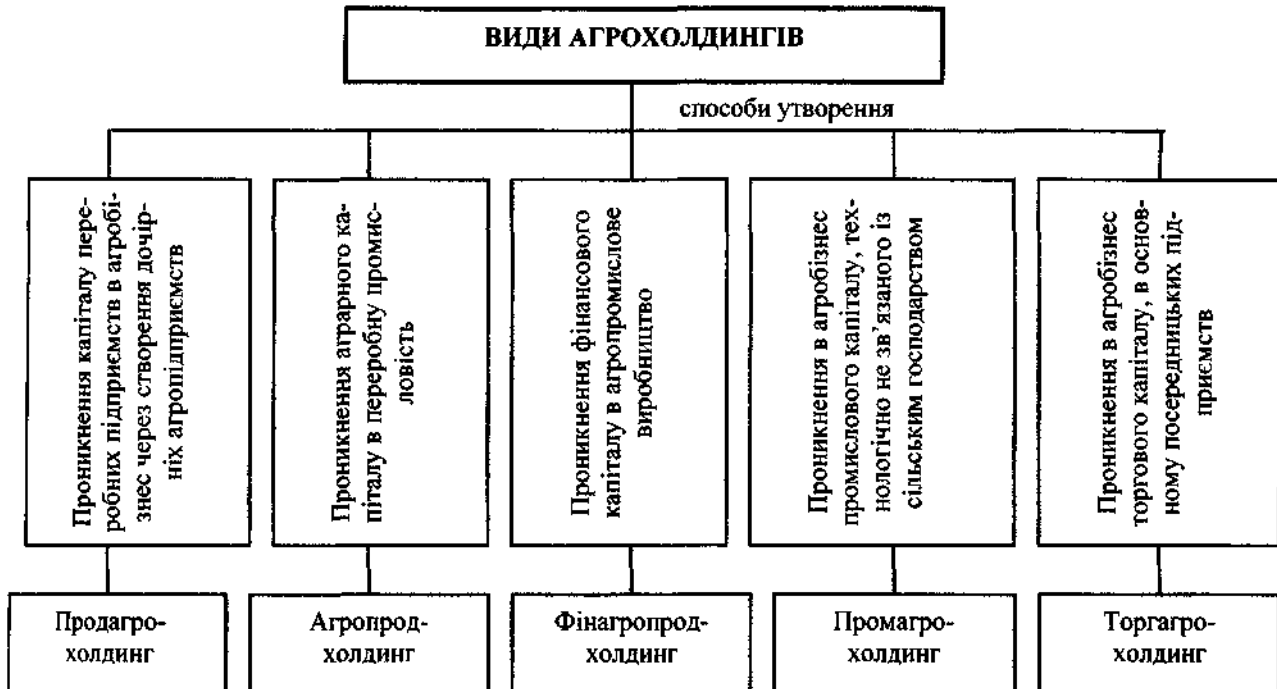 ВИДИ АГРОХОЛДИНГІВ
способи утворення
Проникнення капіталу пере-
робних підприємств в агробі-
знес через створення дочір-
ніх агропідприємств
Проникнення аграрного ка-
піталу в переробну промис-
ловість
Проникнення фінансового
капіталу в агропромислове
виробництво
Проникнення в агробізнес
промислового капіталу, тех-
нологічно не зв’язаного із
сільським господарством
Проникнення в агробізнес
торгового капіталу, в основ-
ному посередницьких під-
приємств
Продагро-
холдинг
Агропрод-
холдинг
Фінагропрод-
холдинг
Промагро-
холдинг
Торгагро-
холдинг